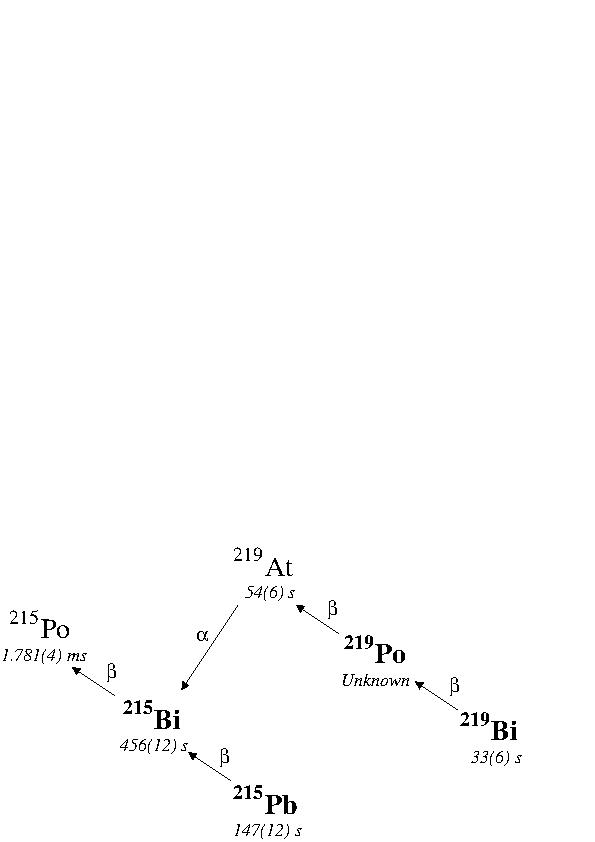 ²¹⁹At
54(6) s
β
α
²¹⁵Po
1.781(4) ms
²¹⁹Po
Unknown
β
β
²¹⁵Bi
456(12) s
²¹⁹Bi
33(6) s
β
²¹⁵Pb
147(12) s